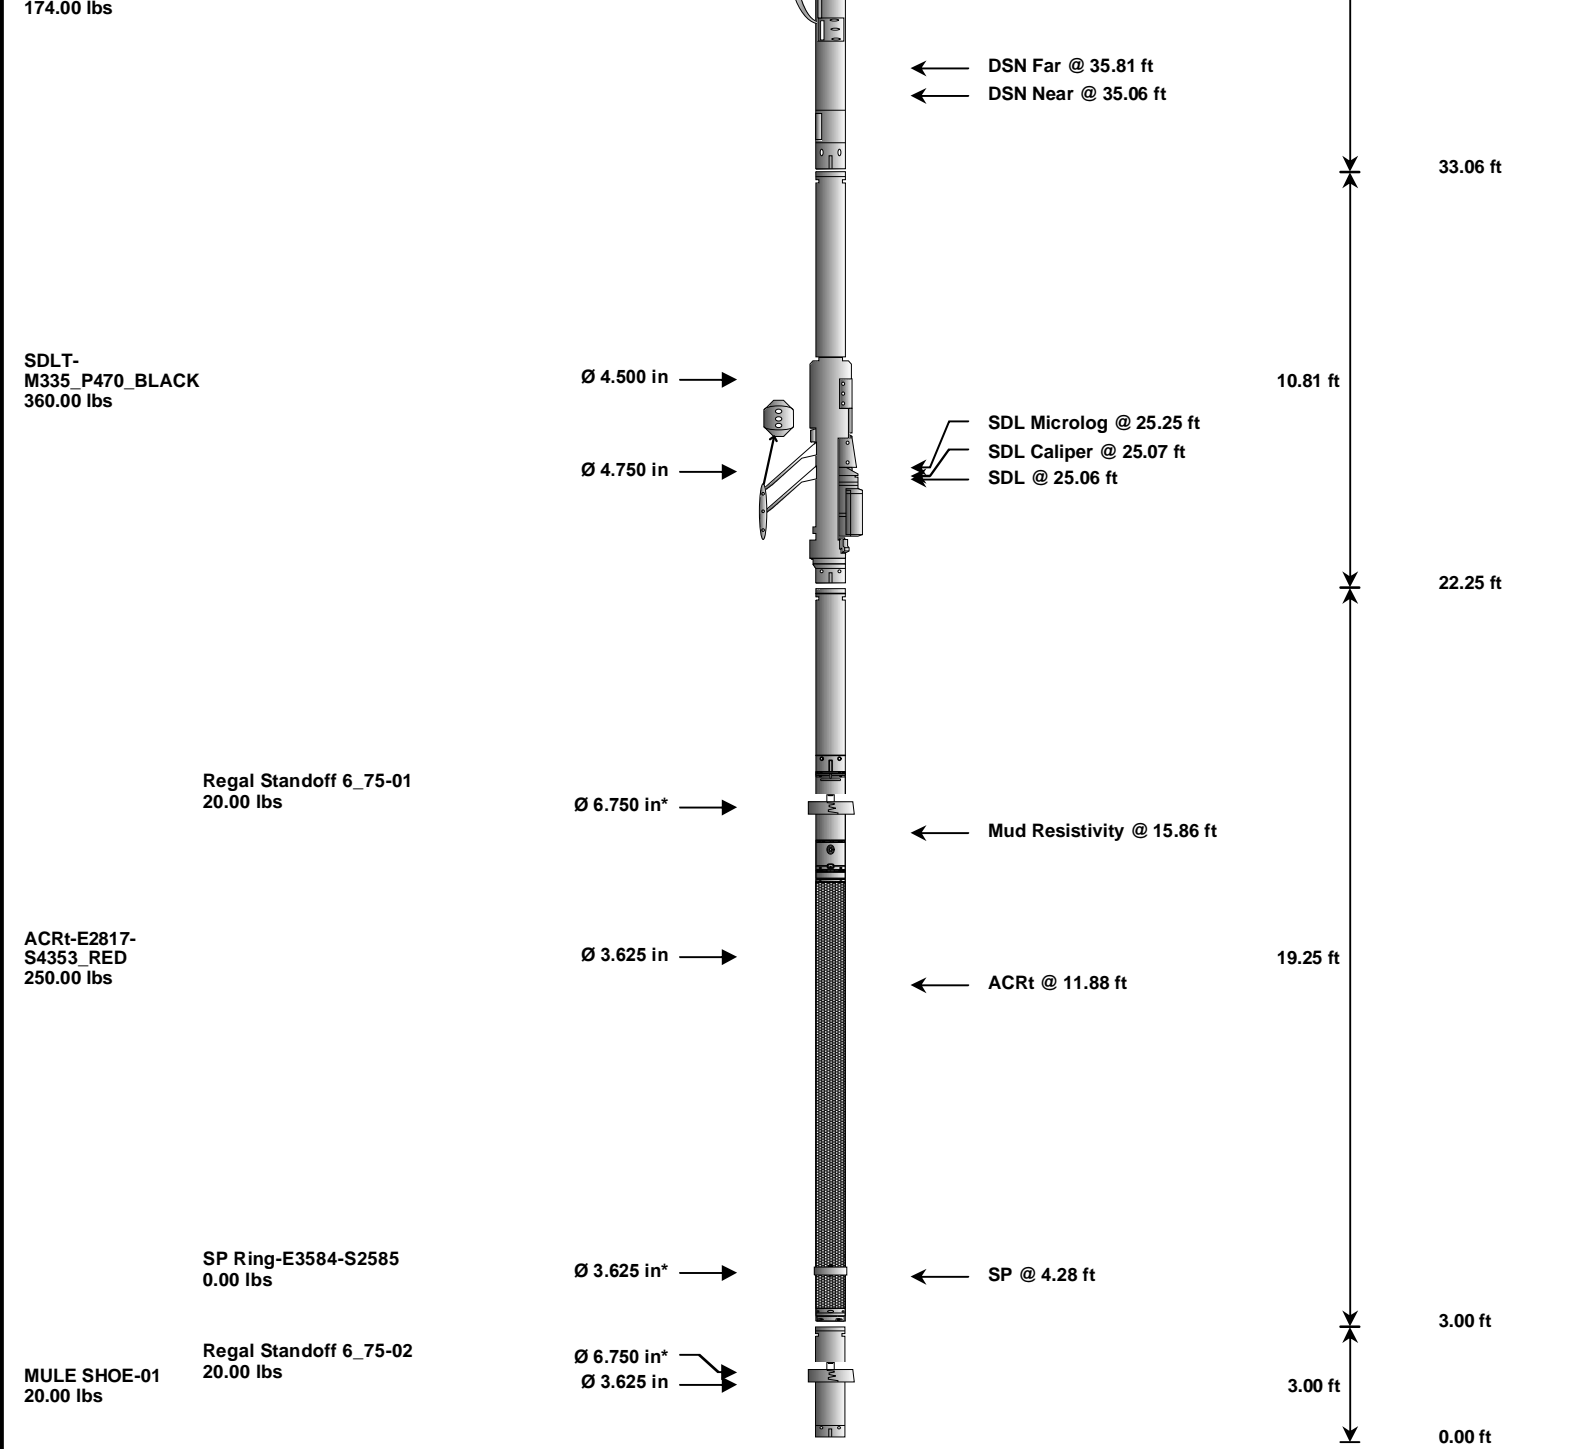 174.00 lbs
DSN Far @ 35.81 ft
DSN Near @ 35.06 ft
33.06 ft
SDLT-
M335_P470_BLACK
360.00 lbs
Ø 4.500 in
10.81 ft
SDL Microlog @ 25.25 ft
SDL Caliper @ 25.07 ft
Ø 4.750 in
SDL @ 25.06 ft
22.25 ft
Regal Standoff 6_75-01
20.00 lbs
Ø 6.750 in*
Mud Resistivity @ 15.86 ft
ACRt-E2817-
S4353_RED
250.00 lbs
Ø 3.625 in
19.25 ft
ACRt @ 11.88 ft
SP Ring-E3584-S2585
0.00 lbs
Ø 3.625 in*
SP @ 4.28 ft
3.00 ft
Regal Standoff 6_75-02
20.00 lbs
Ø 6.750 in*
MULE SHOE-01
20.00 lbs
Ø 3.625 in
3.00 ft
0.00 ft